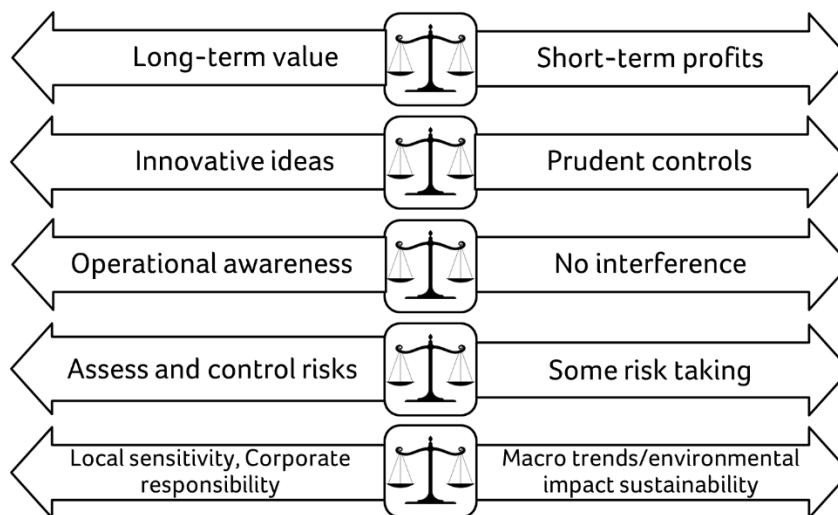 Long-term value
Short-term profits
Innovative ideas
Prudent controls
Operational awareness
No interference
Assess and control risks
Some risk taking
Local sensitivity, Corporate
responsibility
Macro trends/environmental
impact sustainability